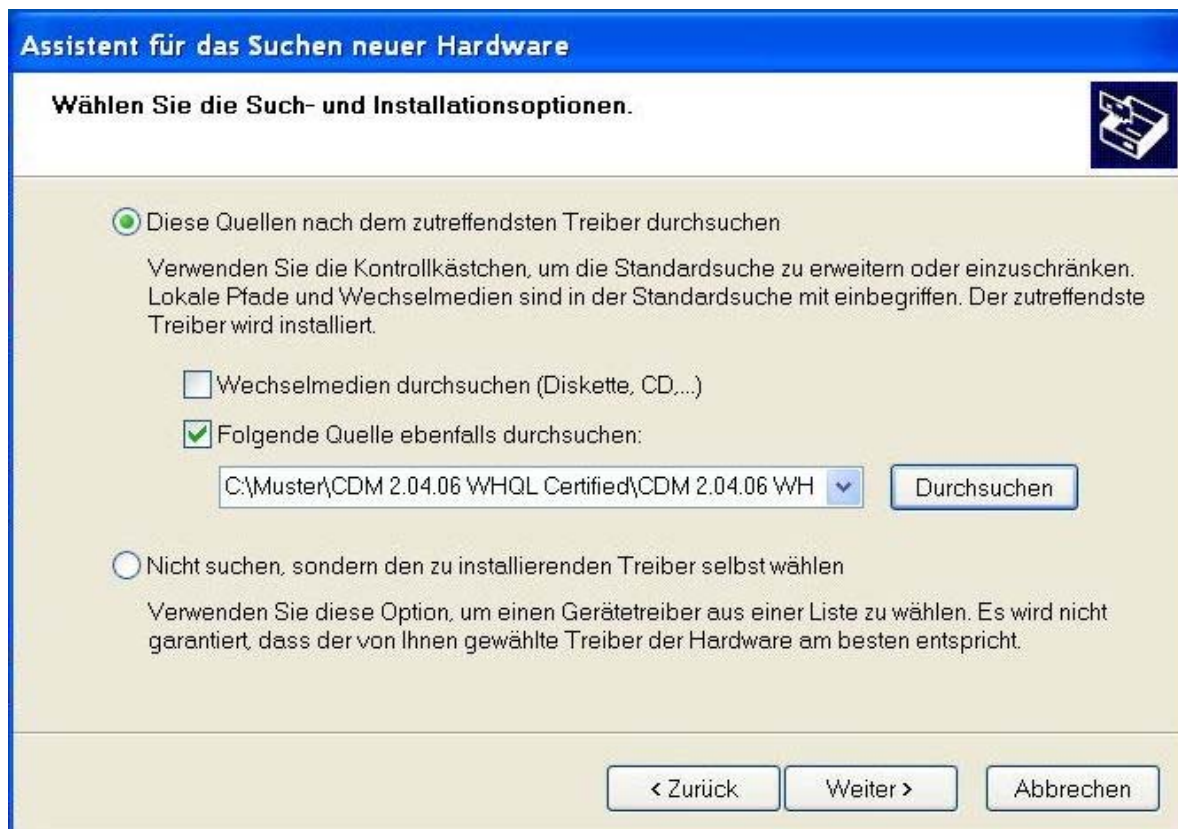 Assistent für das Suchen neuer Hardware
Wählen Sie die Such- und Installationsoptionen.
Diese Quellen nach dem zutreffendsten Treiber durchsuchen
Verwenden Sie die Kontrollkästchen, um die Standardsuche zu erweitern oder einzuschränken.
Lokale Pfade und Wechselmedien sind in der Standardsuche mit einbegriffen. Der zutreffendste
Treiber wird installiert.
Wechselmedien durchsuchen (Diskette, CD,...)
Folgende Quelle ebenfalls durchsuchen:
C:\Muster\CDM 2.04.06 WHQL Certified\CDM 2.04.06 WH
Durchsuchen
Nicht suchen, sondern den zu installierenden Treiber selbst wählen
Verwenden Sie diese Option, um einen Gerätetreiber aus einer Liste zu wählen. Es wird nicht
garantiert, dass der von Ihnen gewählte Treiber der Hardware am besten entspricht.
< Zurück
Weiter >
Abbrechen